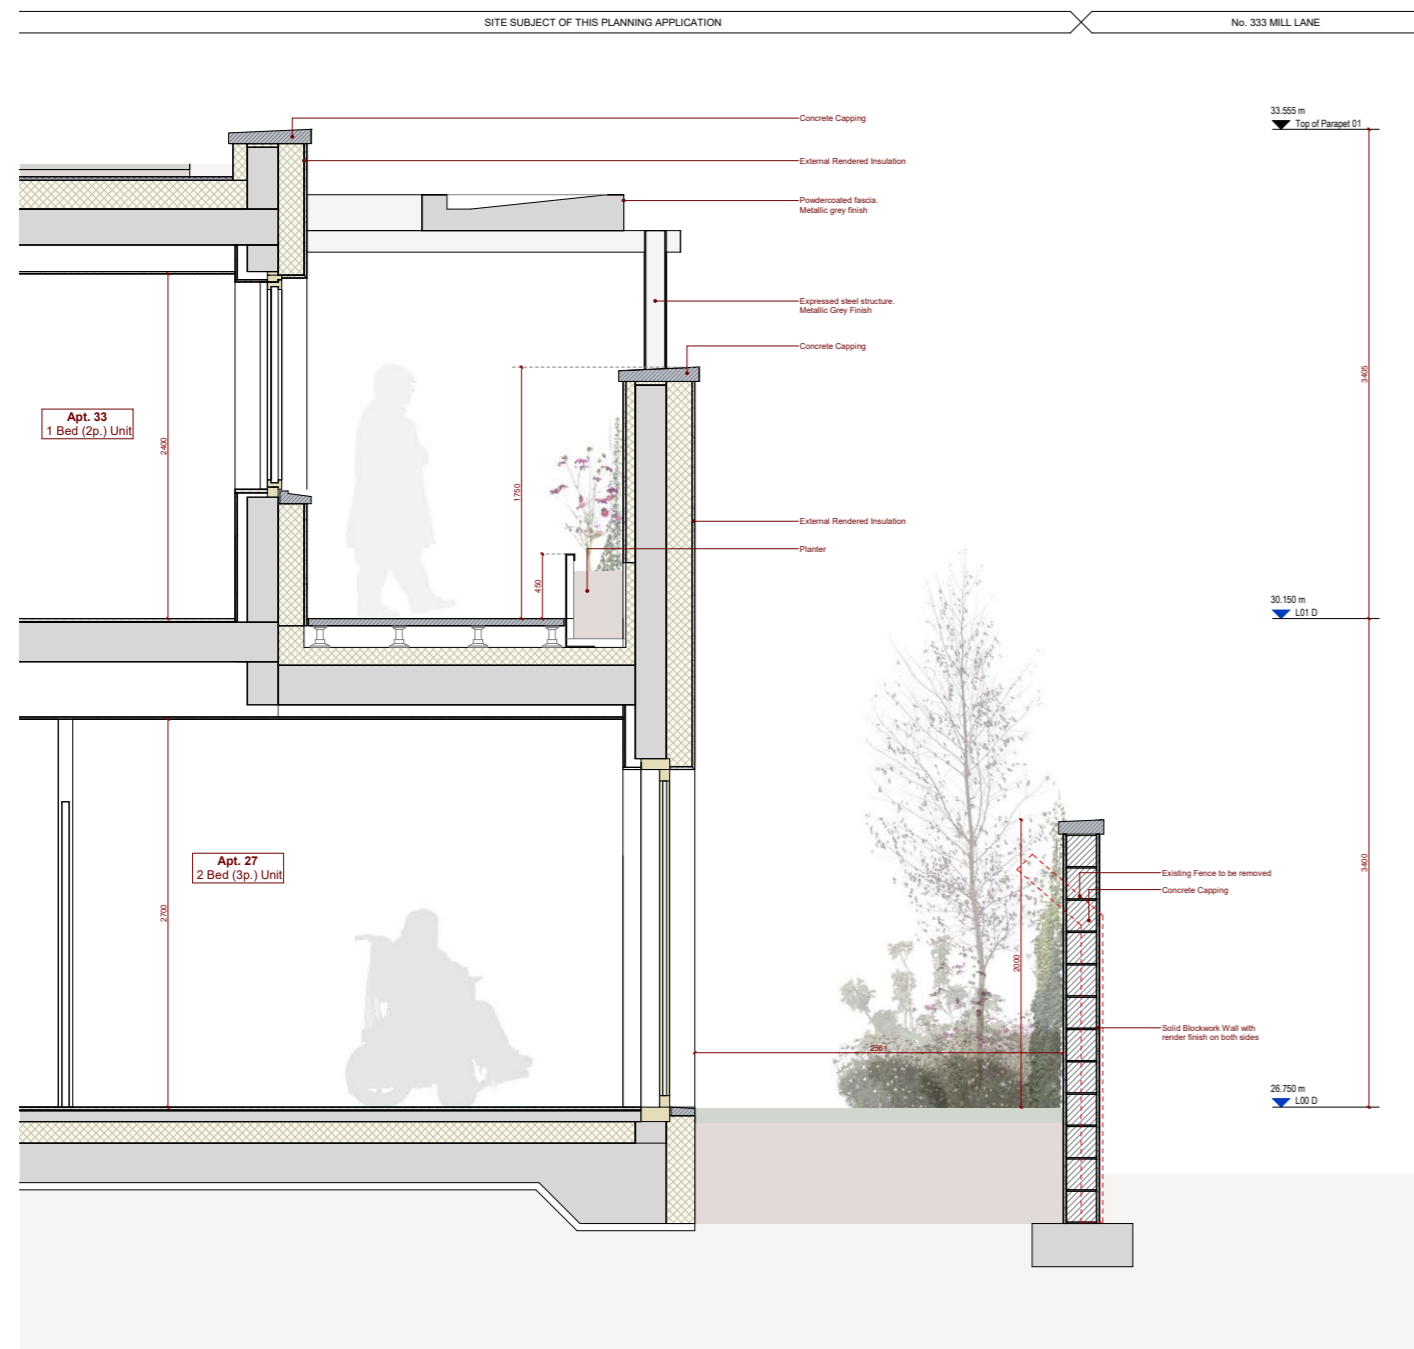 SITE SUBJECT OF THIS PLANNING APPLICATION
No. 333 MILL LANE
33.555 m
Top of Parapet 01
Concrete Capping
External Rendered Insulation
Powdercoated fascia.
Metallic grey finish
Expressed steel structure.
Metallic Grey Finish
Concrete Capping
3405
Apt. 33
1 Bed (2p.) Unit
2400
1750
External Rendered Insulation
Planter
450
30.150 m
L01 D
Apt. 27
2 Bed (3p.) Unit
2700
3400
Existing Fence to be removed
Concrete Capping
2000
Solid Blockwork Wall with
render finish on both sides
2561
26.750 m
L00 D